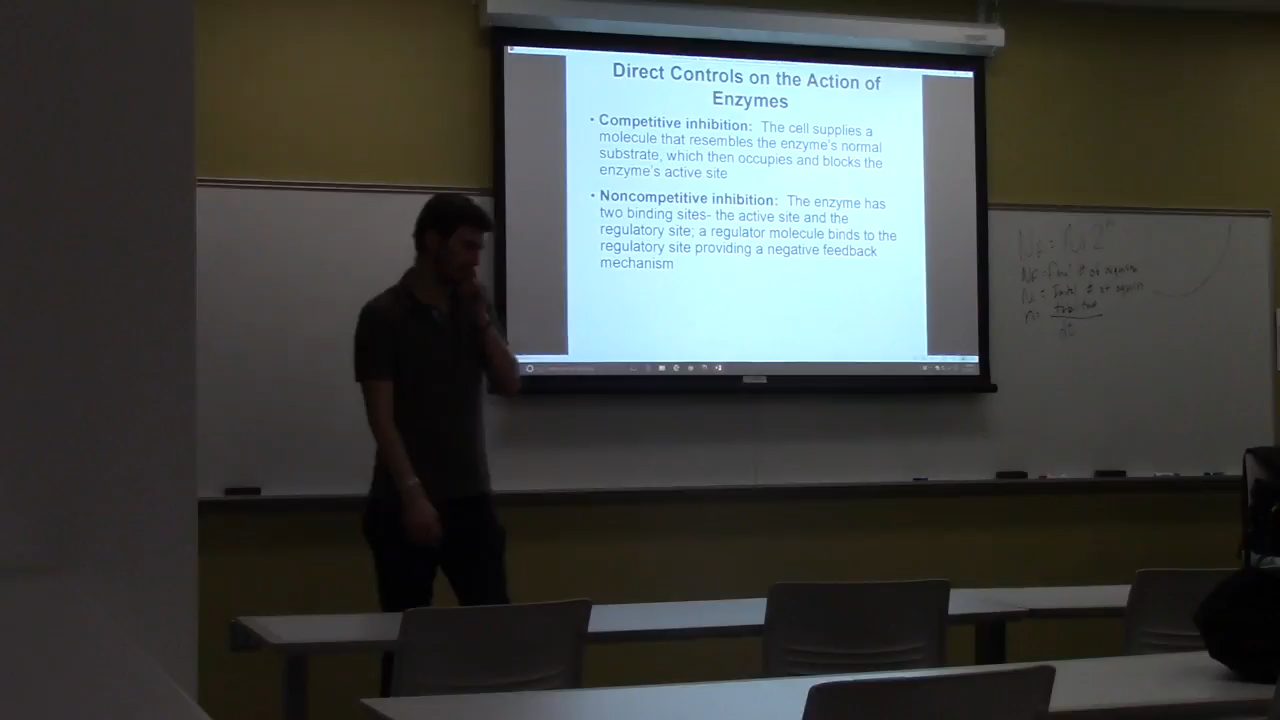 Direct Controls on the Action of
Enzymes
• Competitive inhibition: The cell supplies a
molecule that resembles the enzyme's normal
substrate, which then occupies and blocks the
enzyme's active site
• Noncompetitive inhibition: The enzyme has
two binding sites- the active site and the
regulatory site; a regulator molecule binds to the
regulatory site providing a negative feedback
mechanism